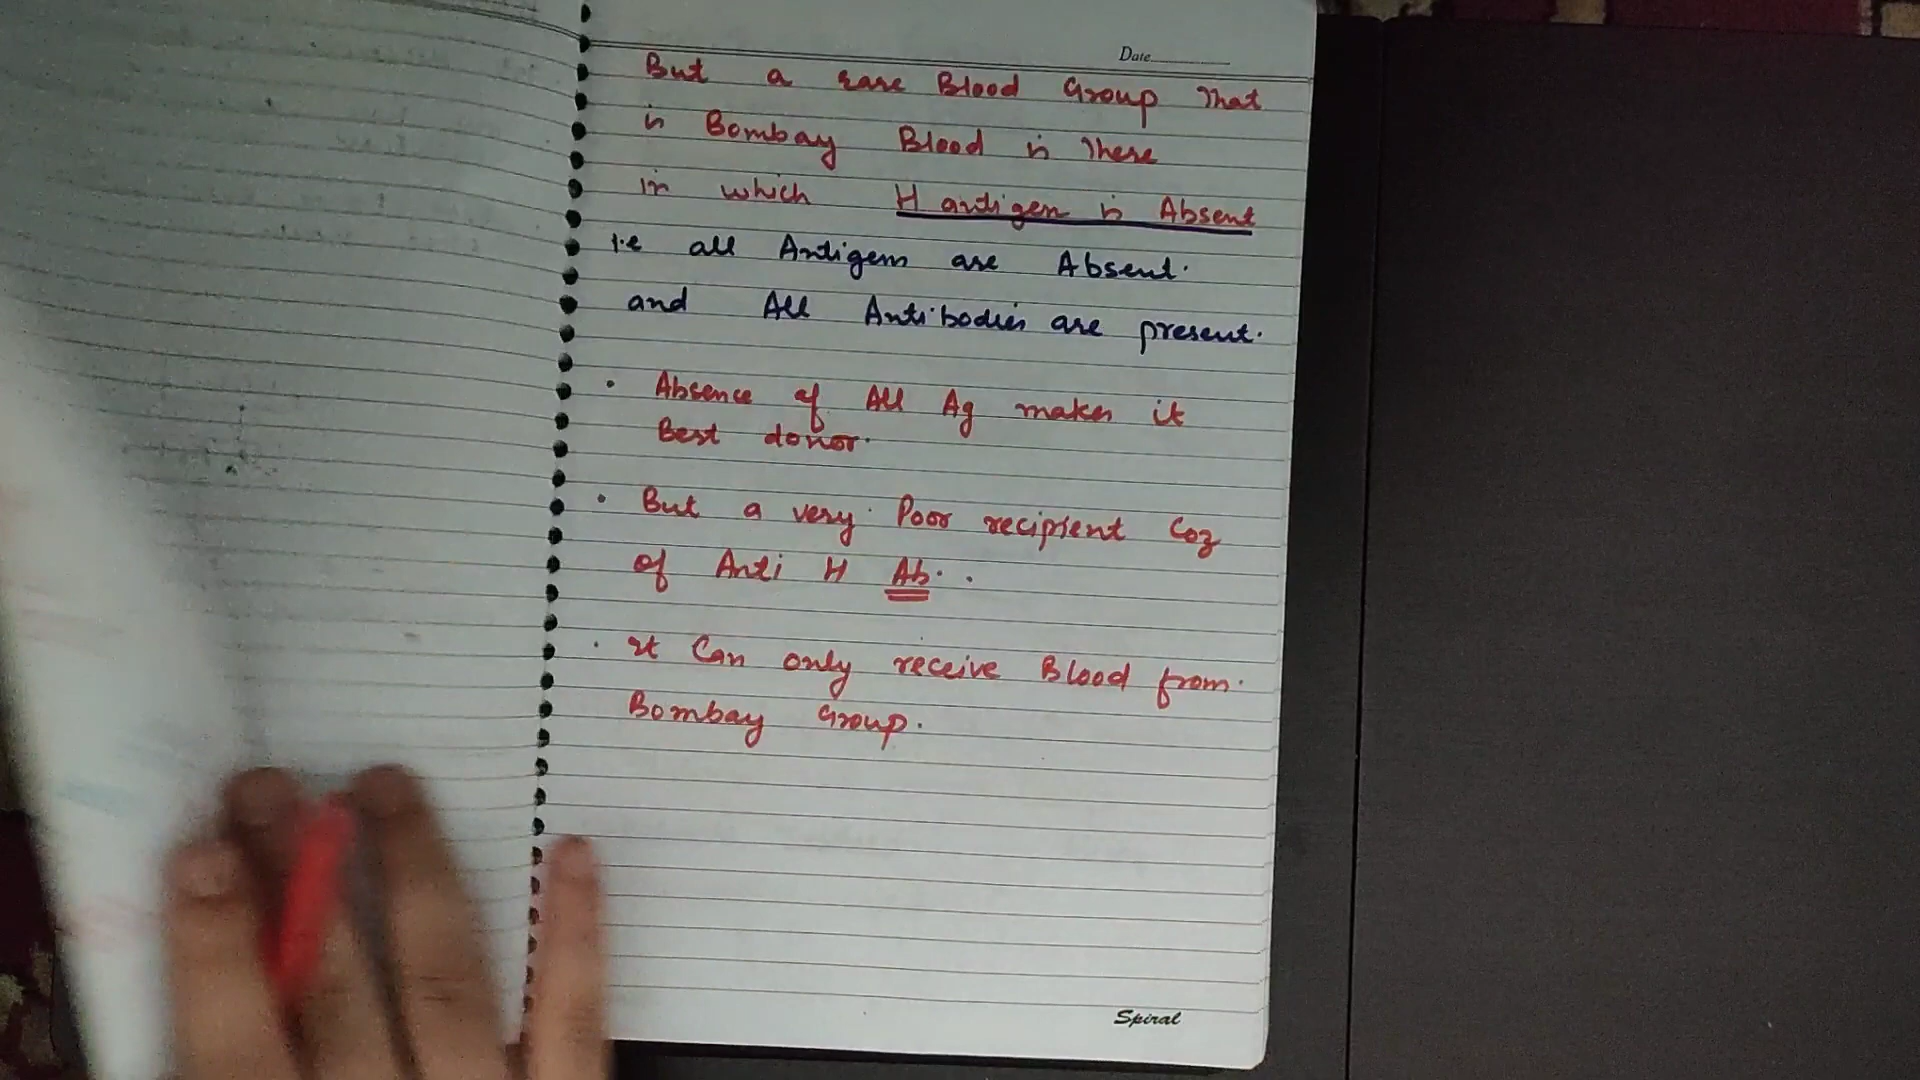 Date
But a rare Blood Group That
is Bombay Blood is There
in which H antigen is Absent
i.e all Antigens are Absent.
and All Antibodies are present.
• Absence of All Ag makes it
Best donor.
• But a very Poor recipient Coz
of Anti H Ab.
• It Can only receive Blood from
Bombay Group.
Spiral